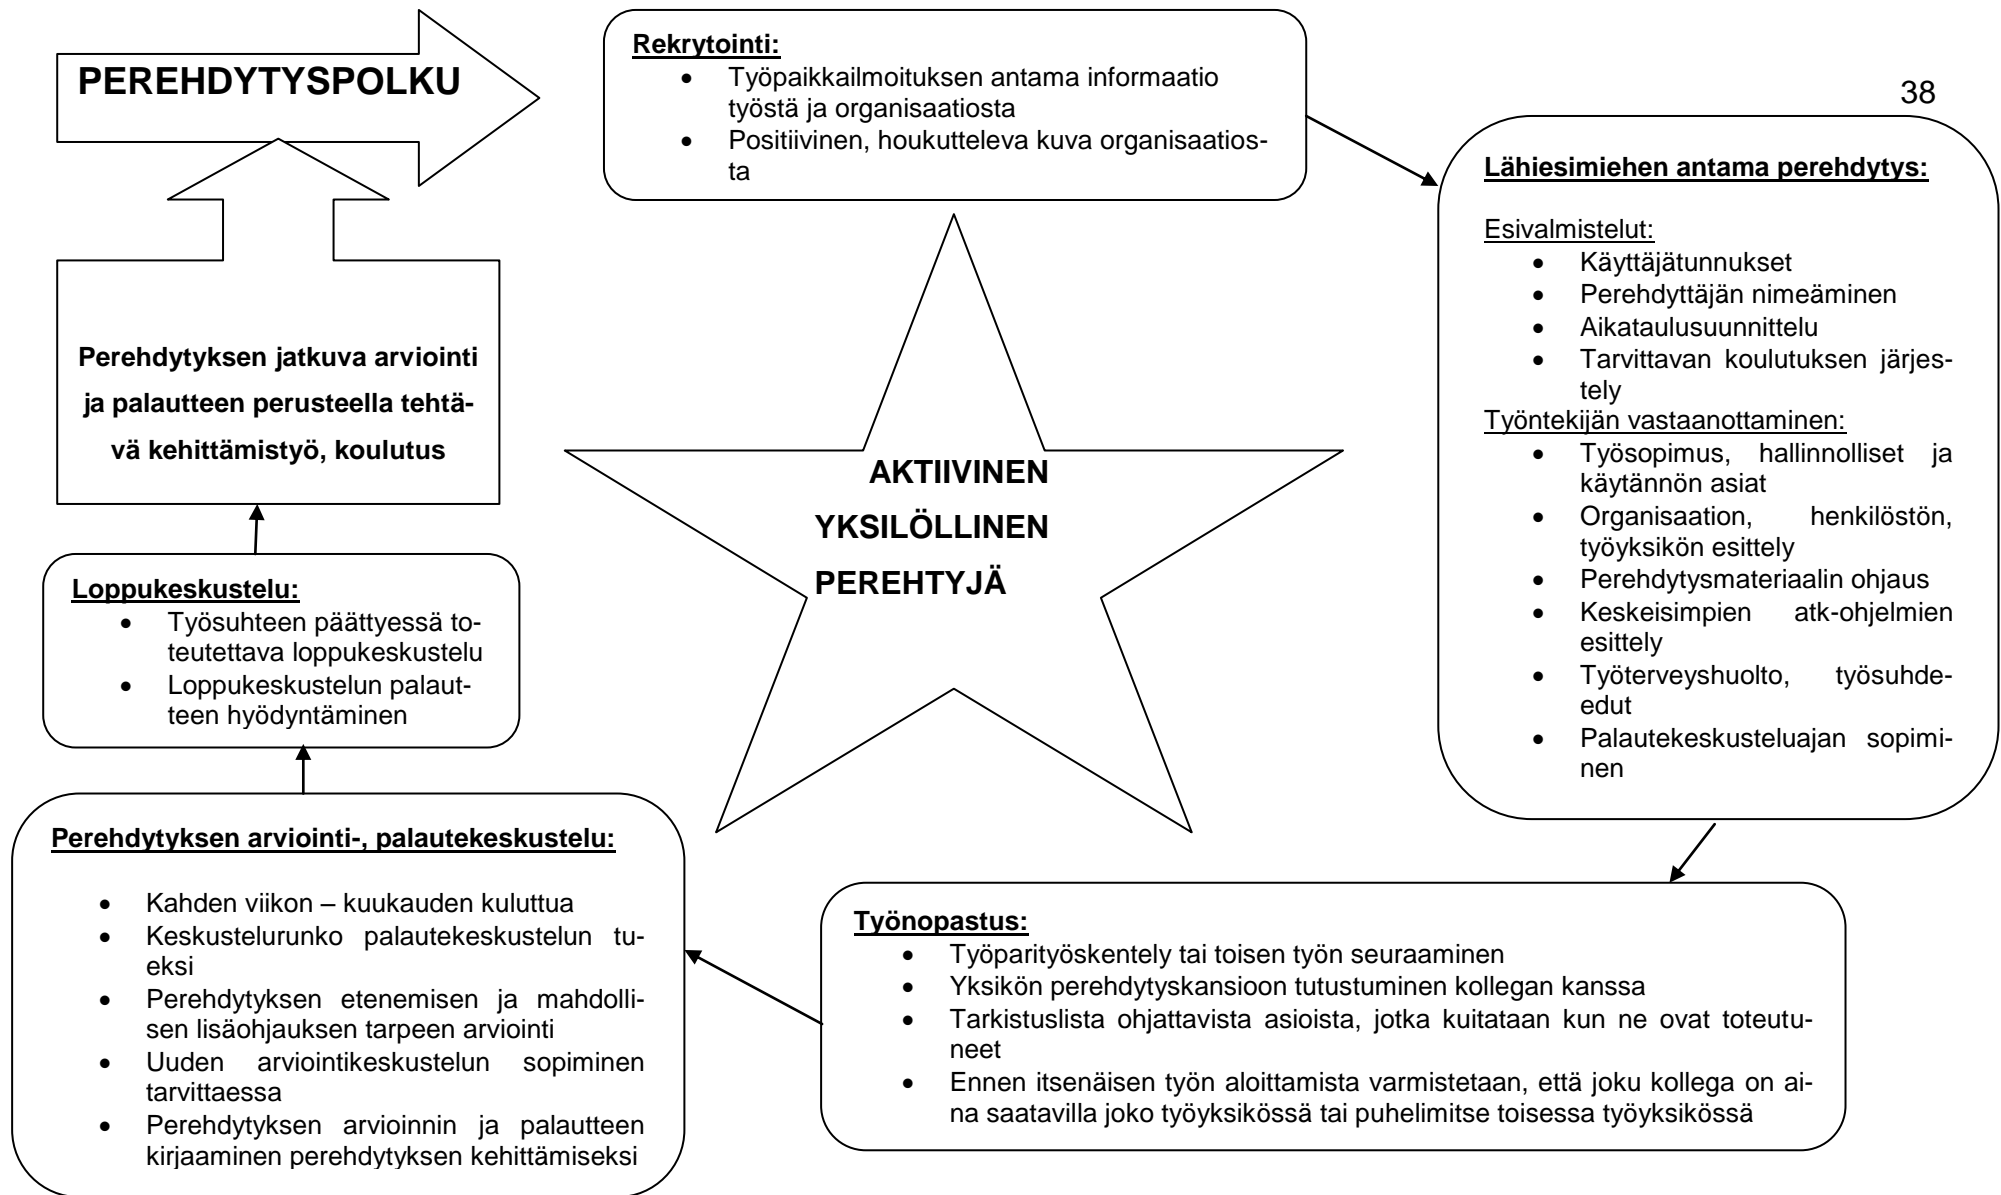 PEREHDYTYSPOLKU
Rekrytointi:
• Työpaikkailmoituksen antama informaatio
työstä ja organisaatiosta
• Positiivinen, houkutteleva kuva organisaatios-
ta
38
Lähiesimiehen antama perehdytys:
Esivalmistelut:
• Käyttäjätunnukset
• Perehdyttäjän nimeäminen
• Aikataulusuunnittelu
• Tarvittavan koulutuksen järjes-
tely
Työntekijän vastaanottaminen:
• Työsopimus, hallinnolliset ja
käytännön asiat
• Organisaation, henkilöstön,
työyksikön esittely
• Perehdytysmateriaalin ohjaus
• Keskeisimpien atk-ohjelmien
esittely
• Työterveyshuolto, työsuhde-
edut
• Palautekeskusteluajan sopimi-
nen
Työnopastus:
• Työparityöskentely tai toisen työn seuraaminen
• Yksikön perehdytyskansioon tutustuminen kollegan kanssa
• Tarkistuslista ohjattavista asioista, jotka kuitataan kun ne ovat toteutu-
neet
• Ennen itsenäisen työn aloittamista varmistetaan, että joku kollega on ai-
na saatavilla joko työyksikössä tai puhelimitse toisessa työyksikössä
Perehdytyksen arviointi-, palautekeskustelu:
• Kahden viikon – kuukauden kuluttua
• Keskustelurunko palautekeskustelun tu-
eksi
• Perehdytyksen etenemisen ja mahdolli-
sen lisäohjauksen tarpeen arviointi
• Uuden arviointikeskustelun sopiminen
tarvittaessa
• Perehdytyksen arvioinnin ja palautteen
kirjaaminen perehdytyksen kehittämiseksi
Loppukeskustelu:
• Työsuhteen päättyessä to-
teutettava loppukeskustelu
• Loppukeskustelun palaut-
teen hyödyntäminen
Perehdytyksen jatkuva arviointi
ja palautteen perusteella tehtä-
vä kehittämistyö, koulutus
AKTIIVINEN
YKSILÖLLINEN
PEREHTYJÄ